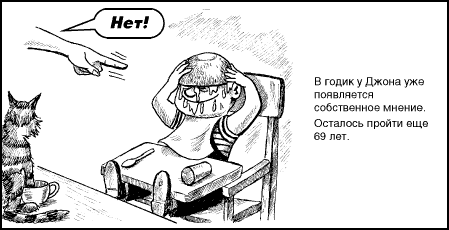 Нет!
В годик у Джона уже
появляется
собственное мнение.
Осталось пройти еще
69 лет.